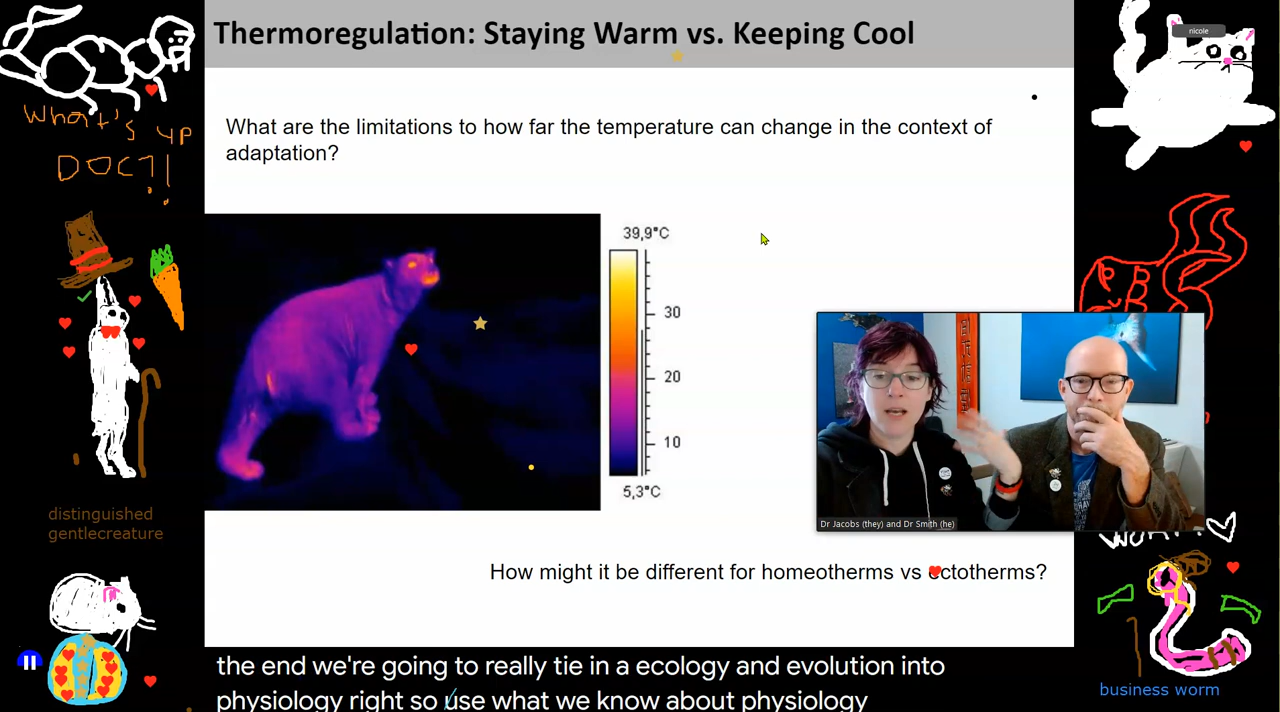 Thermoregulation: Staying Warm vs. Keeping Cool
nicole
What are the limitations to how far the temperature can change in the context of
adaptation?
What's up
DOC?!
39,9°C
30
20
10
5,3°C
Dr Jacobs (they) and Dr Smith (he)
distinguished
gentlecreature
How might it be different for homeotherms vs ectotherms?
the end we're going to really tie in a ecology and evolution into
physiology right so use what we know about physiology
business worm